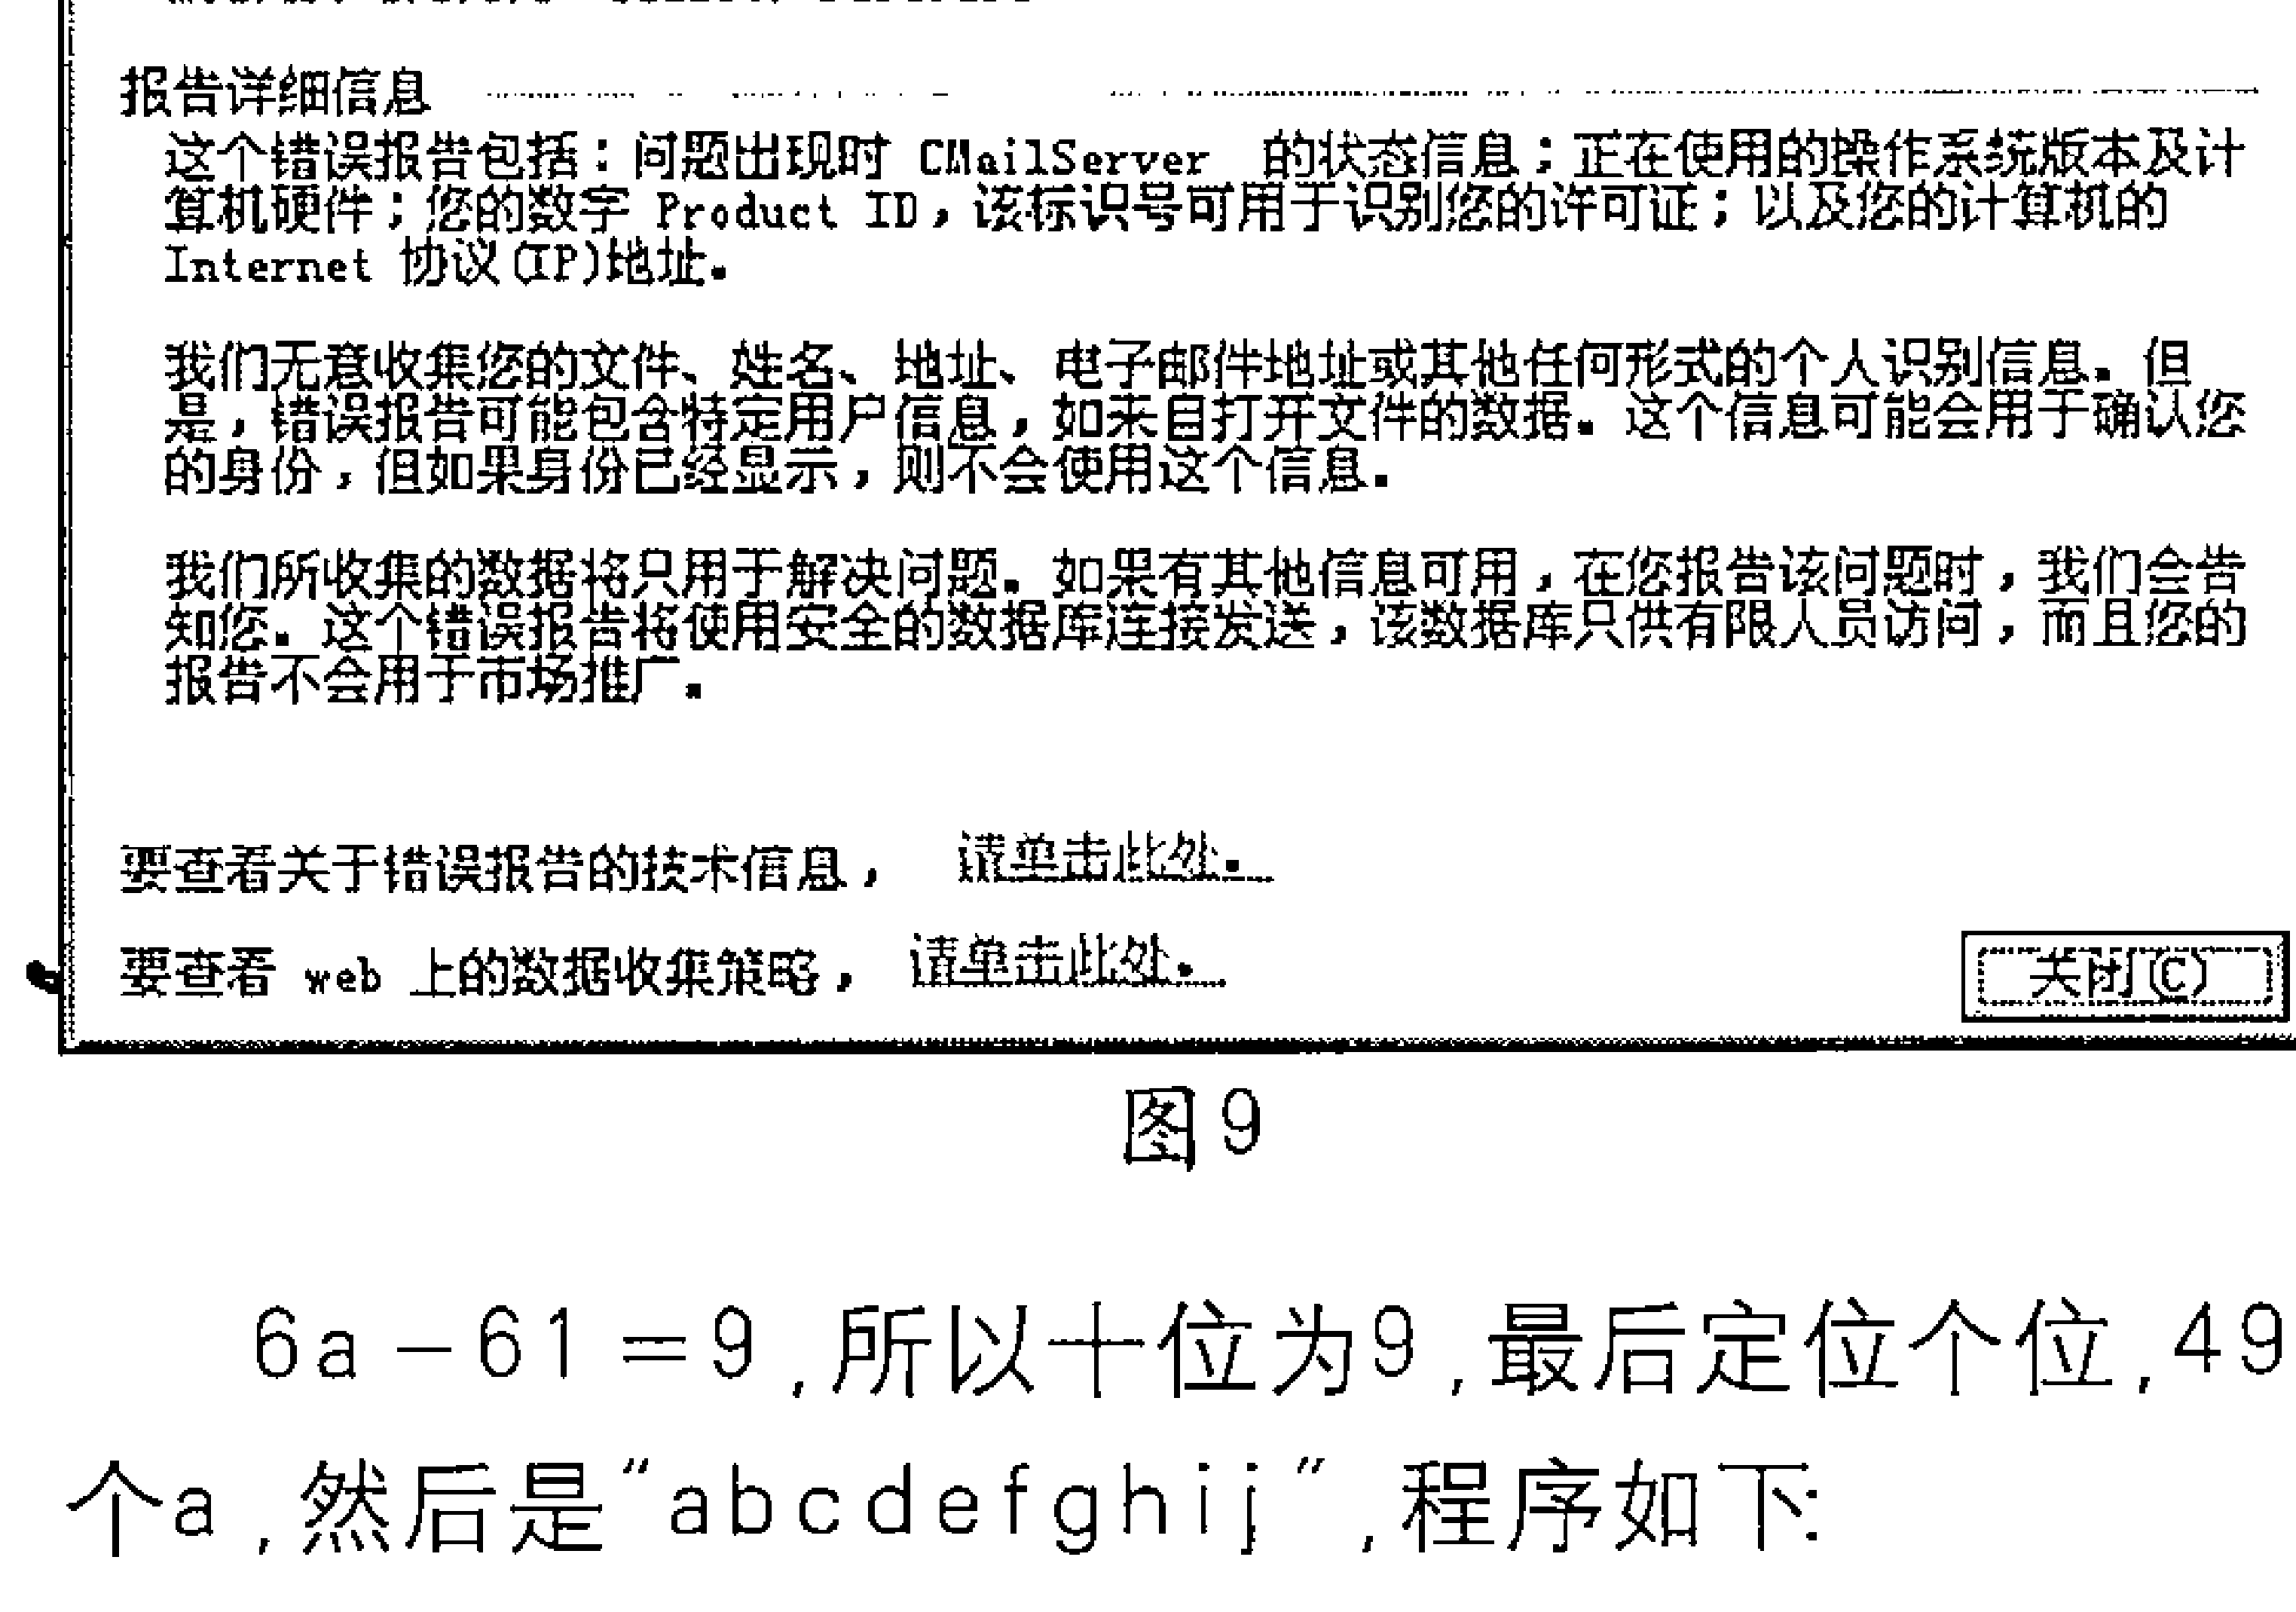 报告详细信息
这个错误报告包括：问题出现时 CMailServer 的状态信息；正在使用的操作系统版本及计
算机硬件；您的数字 Product ID，该标识号可用于识别您的许可证；以及您的计算机的
Internet 协议(IP)地址。
我们无意收集您的文件、姓名、地址、电子邮件地址或其他任何形式的个人识别信息。但
是，错误报告可能包含特定用户信息，如来自打开文件的数据。这个信息可能会用于确认您
的身份，但如果身份已经显示，则不会使用这个信息。
我们所收集的数据将只用于解决问题。如果有其他信息可用，在您报告该问题时，我们会告
知您。这个错误报告将使用安全的数据库连接发送，该数据库只供有限人员访问，而且您的
报告不会用于市场推广。
要查看关于错误报告的技术信息， 请单击此处。
要查看 web 上的数据收集策略， 请单击此处。
关闭(C)
图9
6a－61＝9,所以十位为9,最后定位个位,49
个a,然后是"abcdefghij",程序如下: